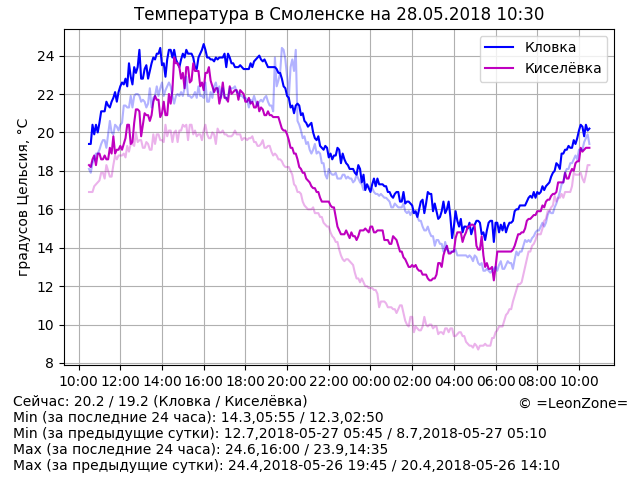 Температура в Смоленске на 28.05.2018 10:30
Кловка
Киселёвка
градусов Цельсия, °C
24
22
20
18
16
14
12
10
8
10:00 12:00 14:00 16:00 18:00 20:00 22:00 00:00 02:00 04:00 06:00 08:00 10:00
Сейчас: 20.2 / 19.2 (Кловка / Киселёвка)
© =LeonZone=
Min (за последние 24 часа): 14.3,05:55 / 12.3,02:50
Min (за предыдущие сутки): 12.7,2018-05-27 05:45 / 8.7,2018-05-27 05:10
Max (за последние 24 часа): 24.6,16:00 / 23.9,14:35
Max (за предыдущие сутки): 24.4,2018-05-26 19:45 / 20.4,2018-05-26 14:10